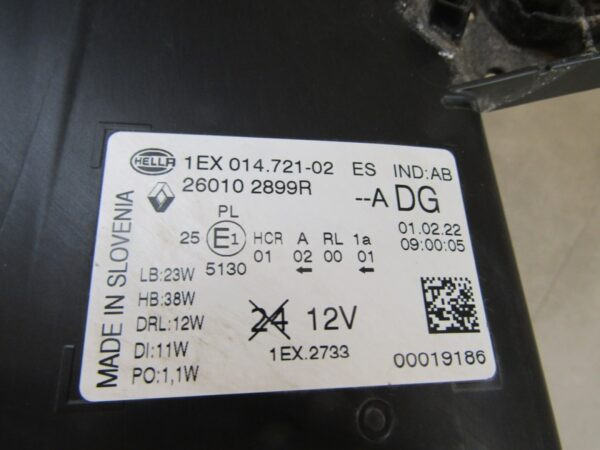 HELLA 1EX 014.721-02 ES IND:AB
26010 2899R --A DG
PL
25 E1 HCR A RL 1a 01.02.22
5130 01 02 00 01 09:00:05
LB:23W
HB:38W
DRL:12W 24 12V
DI:11W 1EX.2733 00019186
PO:1,1W
MADE IN SLOVENIA